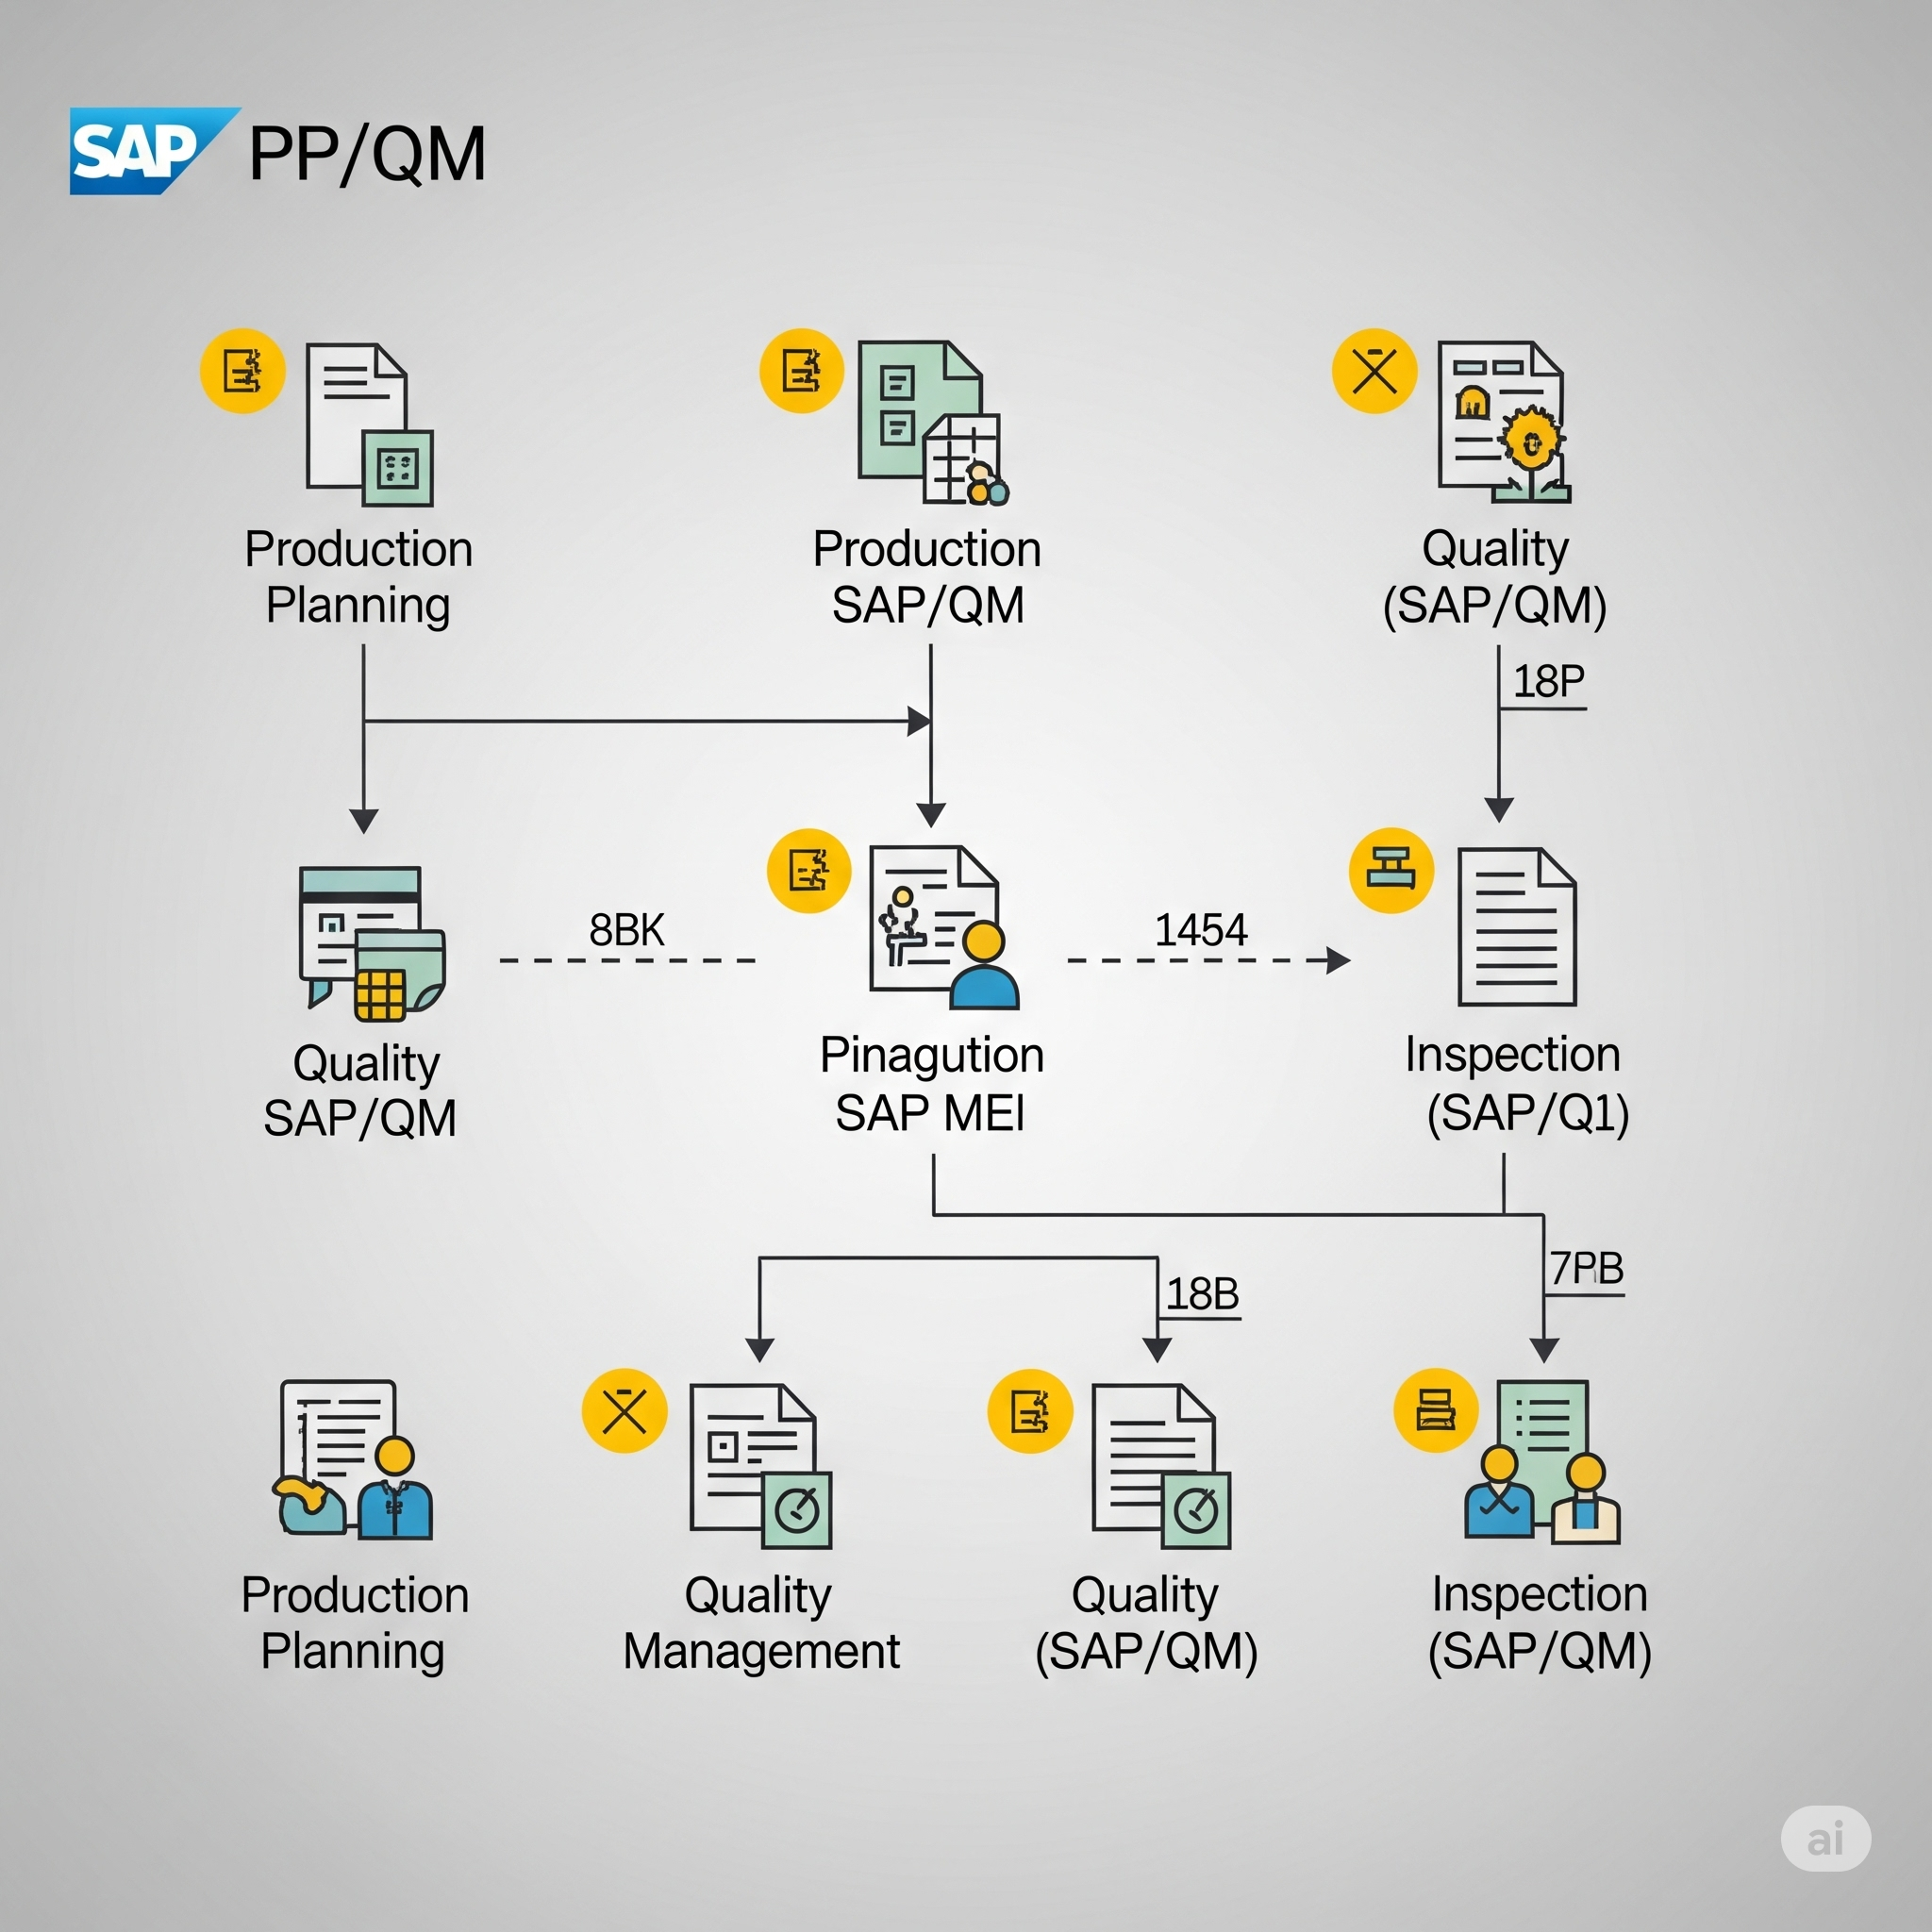 SAP PP/QM
Production
Planning
Production
SAP/QM
Quality
(SAP/QM)
18P
8BK
1454
Quality
SAP/QM
Pinagution
SAP MEI
Inspection
(SAP/Q1)
18B
7PB
Production
Planning
Quality
Management
Quality
(SAP/QM)
Inspection
(SAP/QM)
ai